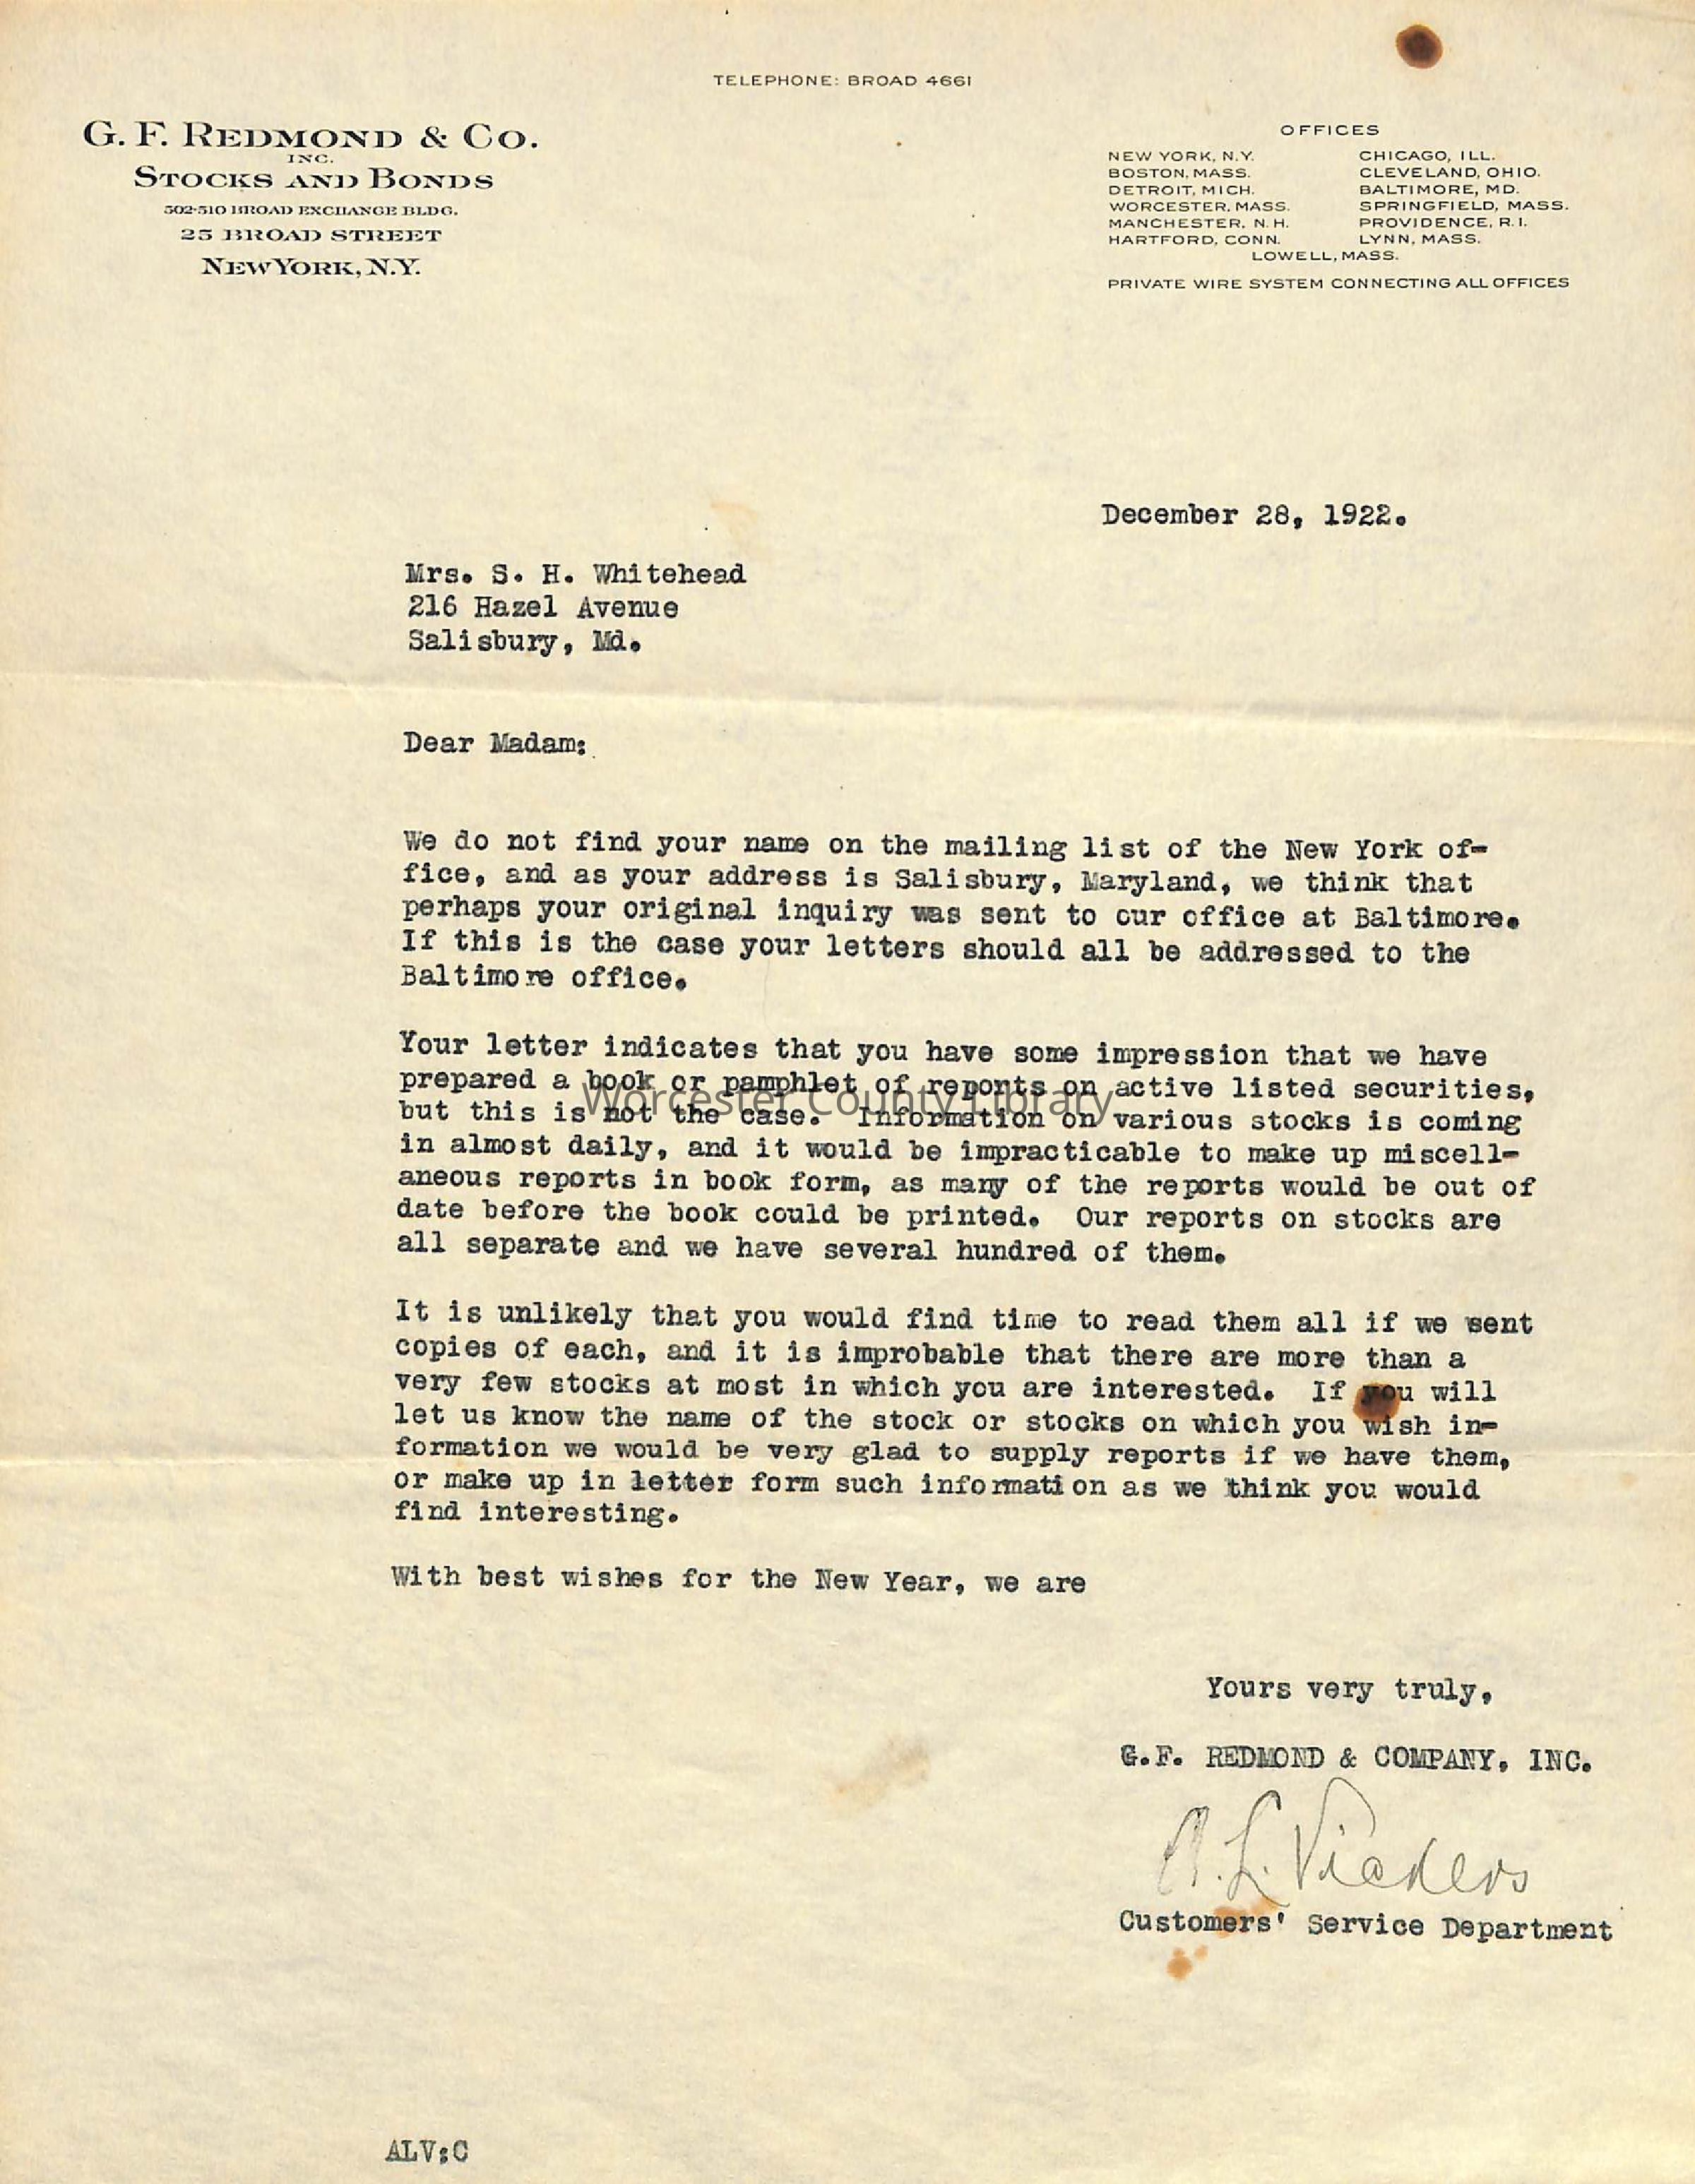 TELEPHONE: BROAD 4661
G. F. REDMOND & CO.
INC.
STOCKS AND BONDS
502-510 BROAD EXCHANGE BLDG.
25 BROAD STREET
NEW YORK, N.Y.
OFFICES
NEW YORK, N.Y. CHICAGO, ILL.
BOSTON, MASS. CLEVELAND, OHIO.
DETROIT, MICH. BALTIMORE, MD.
WORCESTER, MASS. SPRINGFIELD, MASS.
MANCHESTER, N.H. PROVIDENCE, R.I.
HARTFORD, CONN. LYNN, MASS.
LOWELL, MASS.
PRIVATE WIRE SYSTEM CONNECTING ALL OFFICES
December 28, 1922.
Mrs. S. H. Whitehead
216 Hazel Avenue
Salisbury, Md.
Dear Madam:
We do not find your name on the mailing list of the New York of-
fice, and as your address is Salisbury, Maryland, we think that
perhaps your original inquiry was sent to our office at Baltimore.
If this is the case your letters should all be addressed to the
Baltimore office.
Your letter indicates that you have some impression that we have
prepared a book or pamphlet of reports on active listed securities,
Worcester County Library
but this is not the case. Information on various stocks is coming
in almost daily, and it would be impracticable to make up miscell-
aneous reports in book form, as many of the reports would be out of
date before the book could be printed. Our reports on stocks are
all separate and we have several hundred of them.
It is unlikely that you would find time to read them all if we sent
copies of each, and it is improbable that there are more than a
very few stocks at most in which you are interested. If you will
let us know the name of the stock or stocks on which you wish in-
formation we would be very glad to supply reports if we have them,
or make up in letter form such information as we think you would
find interesting.
With best wishes for the New Year, we are
Yours very truly,
G.F. REDMOND & COMPANY, INC.
A. L.
Customers' Service Department
ALV:C